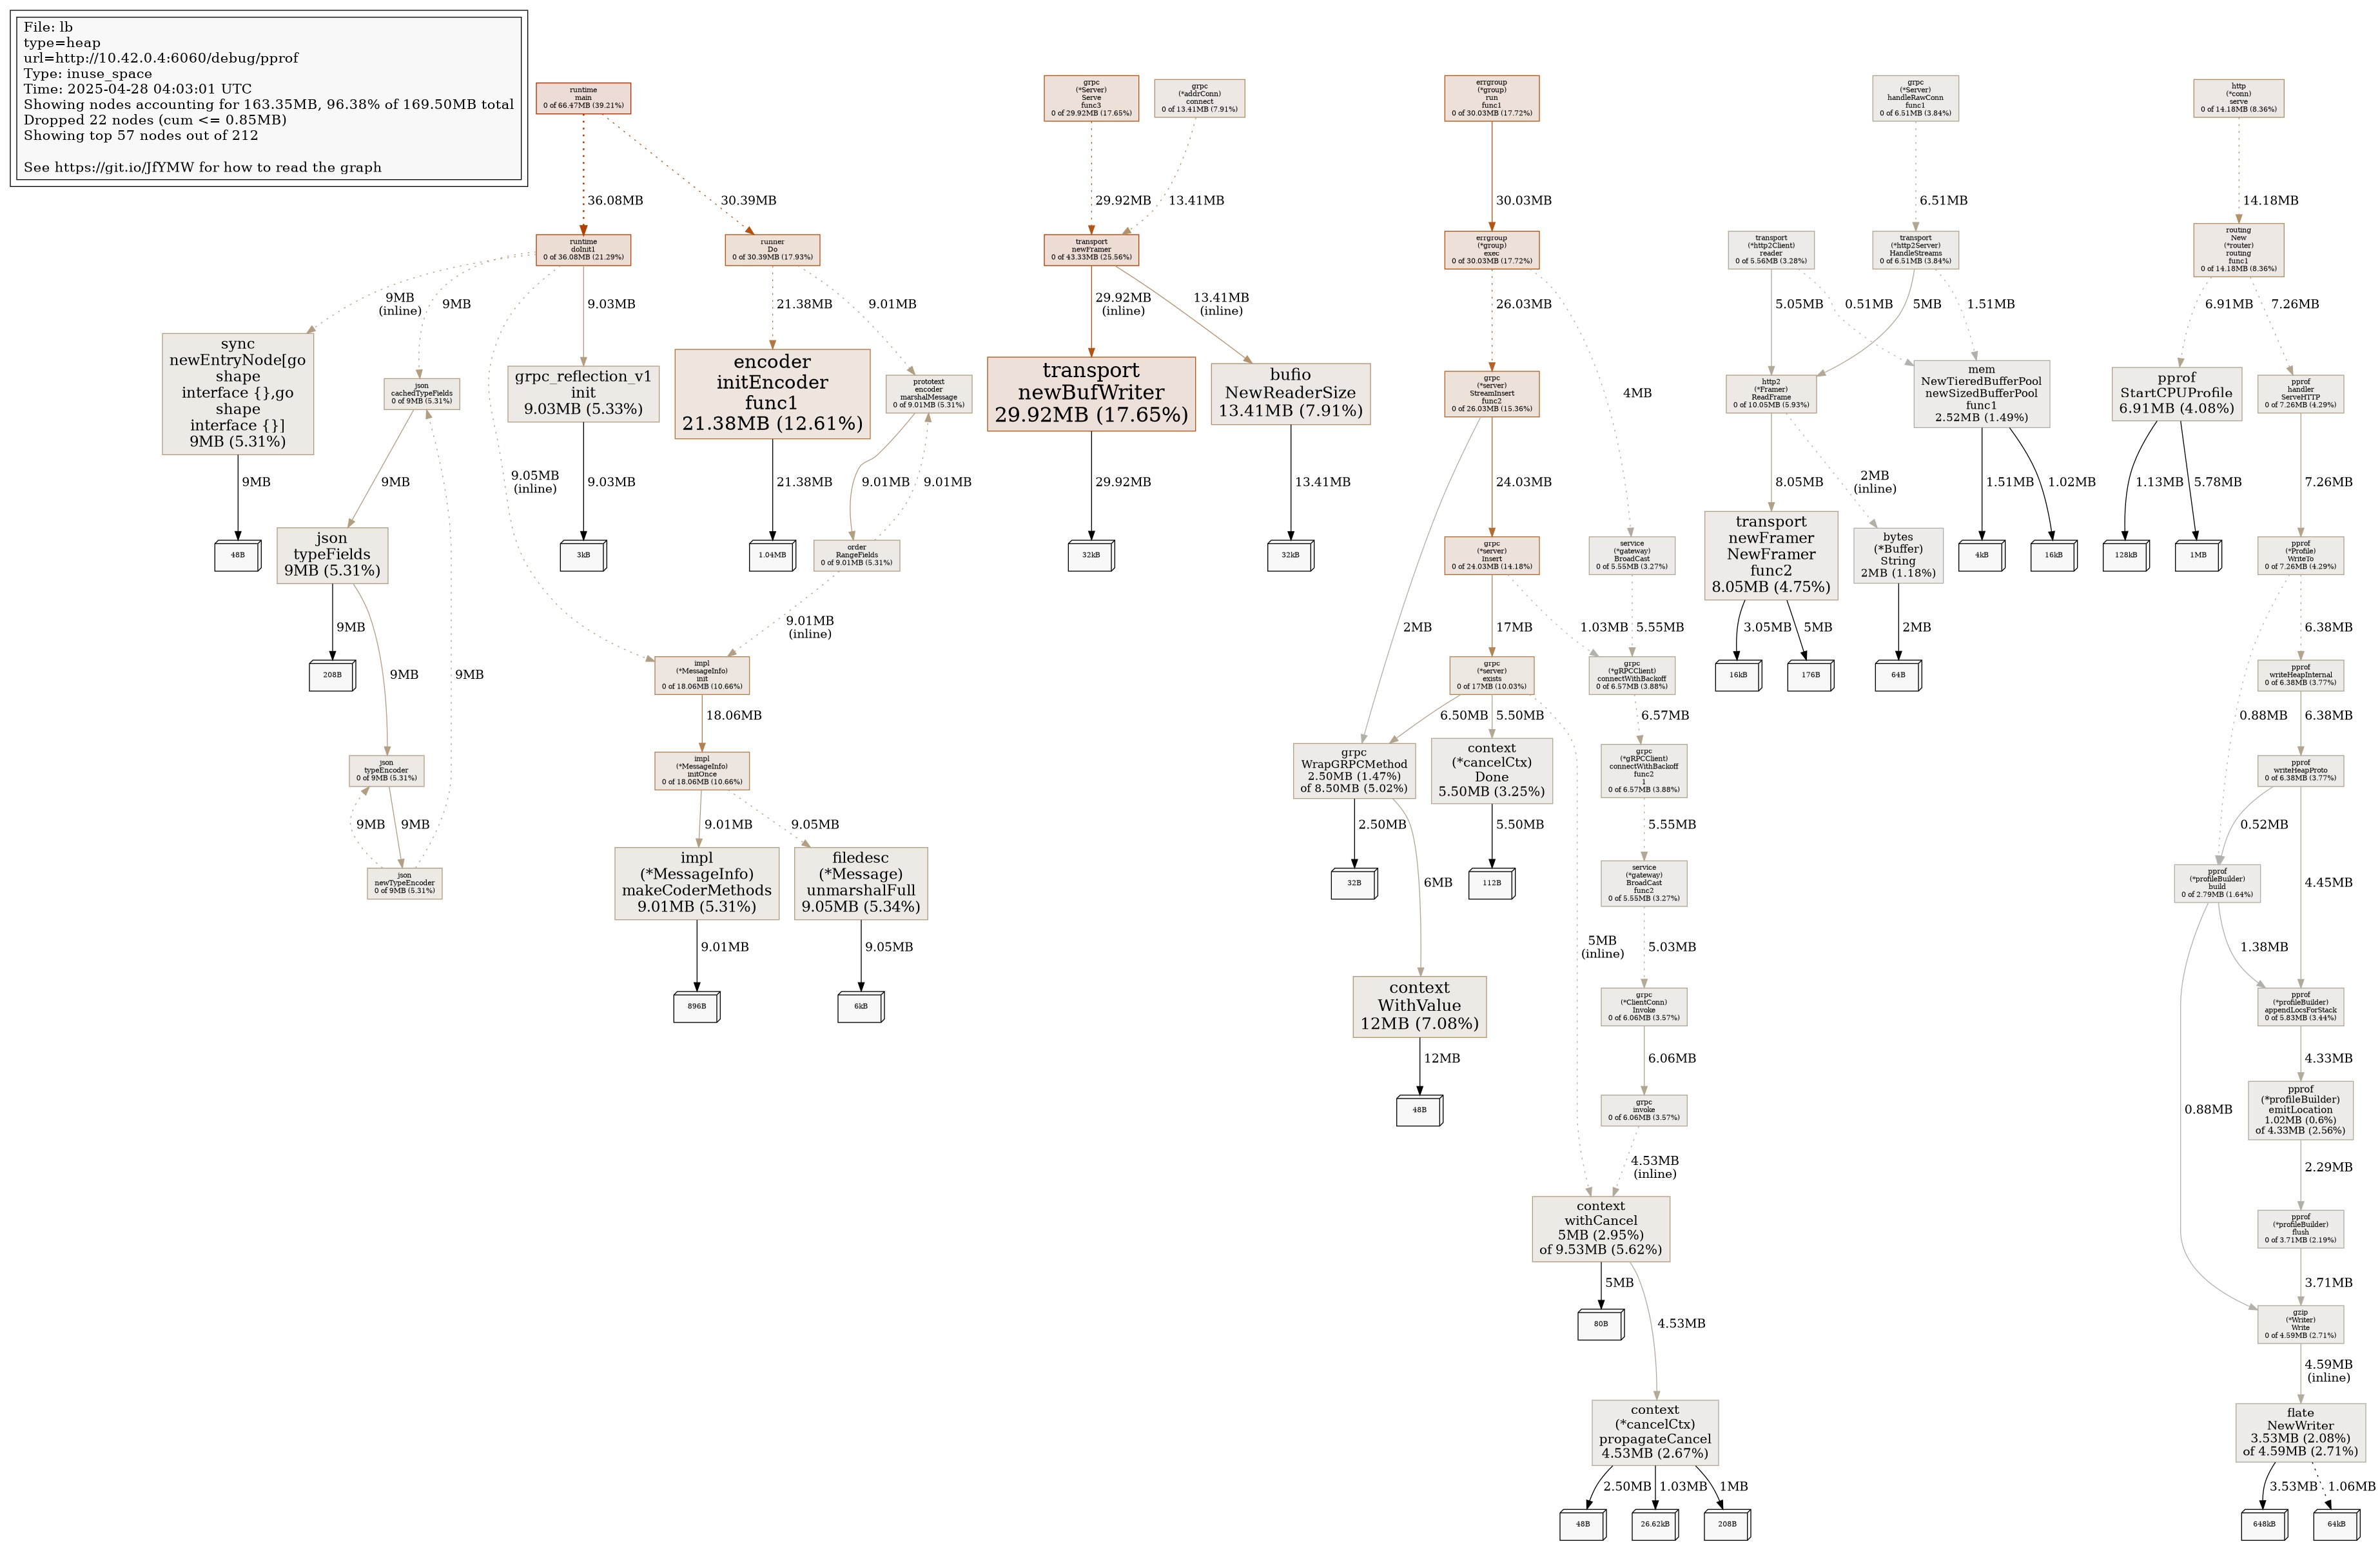 File: lb
type=heap
url=http://10.42.0.4:6060/debug/pprof
Type: inuse_space
Time: 2025-04-28 04:03:01 UTC
Showing nodes accounting for 163.35MB, 96.38% of 169.50MB total
Dropped 22 nodes (cum <= 0.85MB)
Showing top 57 nodes out of 212
See https://git.io/JfYMW for how to read the graph
runtime
main
0 of 66.47MB (39.21%)
36.08MB
30.39MB
runtime
doInit1
0 of 36.08MB (21.29%)
runner
Do
0 of 30.39MB (17.93%)
9MB
(inline)
9MB
9.03MB
9.05MB
(inline)
21.38MB
9.01MB
sync
newEntryNode[go
shape
interface {},go
shape
interface {}]
9MB (5.31%)
9MB
48B
json
cachedTypeFields
0 of 9MB (5.31%)
9MB
json
typeFields
9MB (5.31%)
9MB
208B
9MB
9MB
json
typeEncoder
0 of 9MB (5.31%)
9MB
9MB
json
newTypeEncoder
0 of 9MB (5.31%)
grpc_reflection_v1
init
9.03MB (5.33%)
9.03MB
3kB
encoder
initEncoder
func1
21.38MB (12.61%)
21.38MB
1.04MB
prototext
encoder
marshalMessage
0 of 9.01MB (5.31%)
9.01MB
9.01MB
order
RangeFields
0 of 9.01MB (5.31%)
9.01MB
(inline)
impl
(*MessageInfo)
init
0 of 18.06MB (10.66%)
18.06MB
impl
(*MessageInfo)
initOnce
0 of 18.06MB (10.66%)
9.01MB
9.05MB
impl
(*MessageInfo)
makeCoderMethods
9.01MB (5.31%)
9.01MB
896B
filedesc
(*Message)
unmarshalFull
9.05MB (5.34%)
9.05MB
6kB
grpc
(*Server)
Serve
func3
0 of 29.92MB (17.65%)
grpc
(*addrConn)
connect
0 of 13.41MB (7.91%)
29.92MB
13.41MB
transport
newFramer
0 of 43.33MB (25.56%)
29.92MB
(inline)
13.41MB
(inline)
transport
newBufWriter
29.92MB (17.65%)
29.92MB
32kB
bufio
NewReaderSize
13.41MB (7.91%)
13.41MB
32kB
errgroup
(*group)
run
func1
0 of 30.03MB (17.72%)
30.03MB
errgroup
(*group)
exec
0 of 30.03MB (17.72%)
26.03MB
4MB
grpc
(*server)
StreamInsert
func2
0 of 26.03MB (15.36%)
2MB
24.03MB
grpc
(*server)
Insert
0 of 24.03MB (14.18%)
17MB
1.03MB
service
(*gateway)
BroadCast
0 of 5.55MB (3.27%)
5.55MB
grpc
(*server)
exists
0 of 17MB (10.03%)
6.50MB
5.50MB
5MB
(inline)
grpc
(*gRPCClient)
connectWithBackoff
0 of 6.57MB (3.88%)
6.57MB
grpc
WrapGRPCMethod
2.50MB (1.47%)
of 8.50MB (5.02%)
2.50MB
32B
6MB
context
(*cancelCtx)
Done
5.50MB (3.25%)
5.50MB
112B
context
WithValue
12MB (7.08%)
12MB
48B
grpc
(*gRPCClient)
connectWithBackoff
func2
1
0 of 6.57MB (3.88%)
5.55MB
service
(*gateway)
BroadCast
func2
0 of 5.55MB (3.27%)
5.03MB
grpc
(*ClientConn)
Invoke
0 of 6.06MB (3.57%)
6.06MB
grpc
invoke
0 of 6.06MB (3.57%)
4.53MB
(inline)
context
withCancel
5MB (2.95%)
of 9.53MB (5.62%)
5MB
80B
4.53MB
context
(*cancelCtx)
propagateCancel
4.53MB (2.67%)
2.50MB
1.03MB
1MB
48B
26.62kB
208B
grpc
(*Server)
handleRawConn
func1
0 of 6.51MB (3.84%)
6.51MB
transport
(*http2Client)
reader
0 of 5.56MB (3.28%)
transport
(*http2Server)
HandleStreams
0 of 6.51MB (3.84%)
5.05MB
0.51MB
5MB
1.51MB
http2
(*Framer)
ReadFrame
0 of 10.05MB (5.93%)
8.05MB
2MB
(inline)
mem
NewTieredBufferPool
newSizedBufferPool
func1
2.52MB (1.49%)
1.51MB
1.02MB
4kB
16kB
transport
newFramer
NewFramer
func2
8.05MB (4.75%)
3.05MB
5MB
16kB
176B
bytes
(*Buffer)
String
2MB (1.18%)
2MB
64B
http
(*conn)
serve
0 of 14.18MB (8.36%)
14.18MB
routing
New
(*router)
routing
func1
0 of 14.18MB (8.36%)
6.91MB
7.26MB
pprof
StartCPUProfile
6.91MB (4.08%)
1.13MB
5.78MB
128kB
1MB
pprof
handler
ServeHTTP
0 of 7.26MB (4.29%)
7.26MB
pprof
(*Profile)
WriteTo
0 of 7.26MB (4.29%)
0.88MB
6.38MB
pprof
writeHeapInternal
0 of 6.38MB (3.77%)
6.38MB
pprof
writeHeapProto
0 of 6.38MB (3.77%)
0.52MB
4.45MB
pprof
(*profileBuilder)
build
0 of 2.79MB (1.64%)
0.88MB
1.38MB
pprof
(*profileBuilder)
appendLocsForStack
0 of 5.83MB (3.44%)
4.33MB
pprof
(*profileBuilder)
emitLocation
1.02MB (0.6%)
of 4.33MB (2.56%)
2.29MB
pprof
(*profileBuilder)
flush
0 of 3.71MB (2.19%)
3.71MB
gzip
(*Writer)
Write
0 of 4.59MB (2.71%)
4.59MB
(inline)
flate
NewWriter
3.53MB (2.08%)
of 4.59MB (2.71%)
3.53MB
1.06MB
648kB
64kB